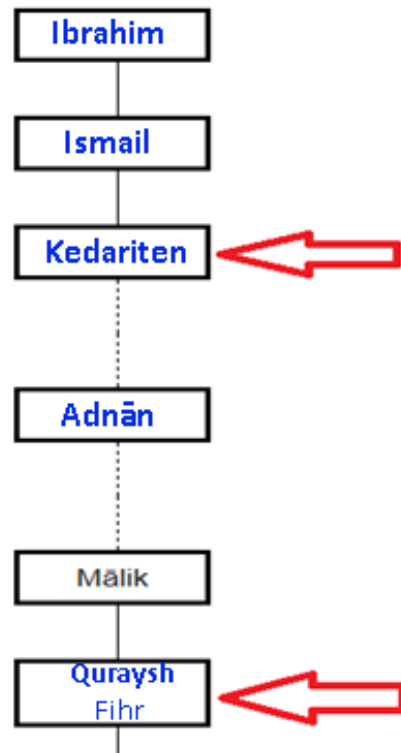 Ibrahim
Ismail
Kedariten
Adnān
Mālik
Quraysh
Fihr